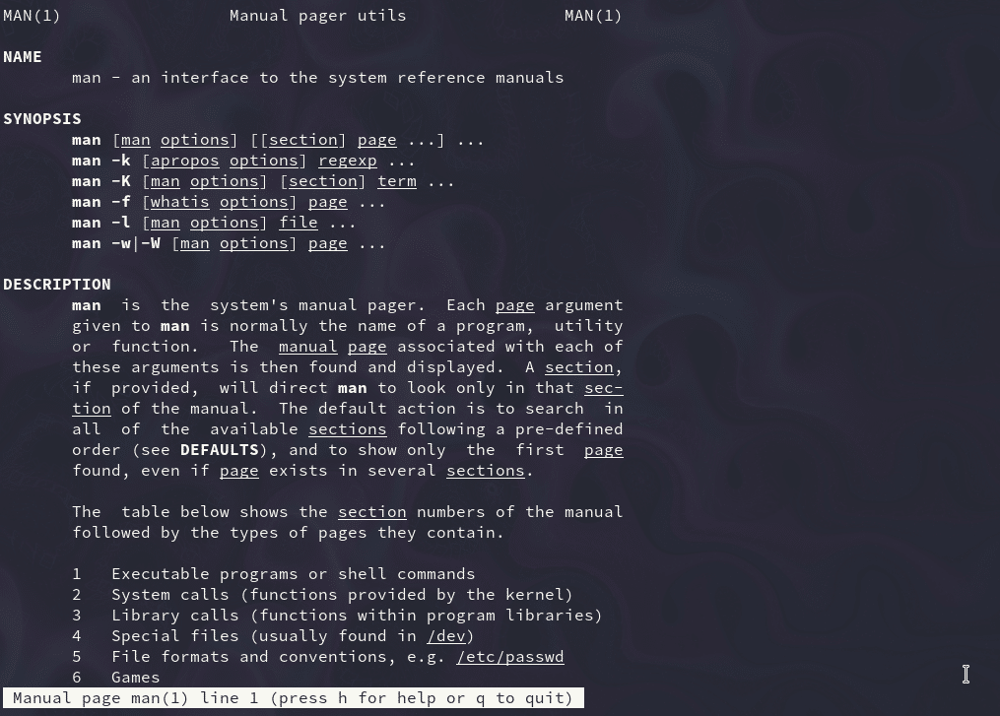 MAN(1)                 Manual pager utils                MAN(1)
NAME
       man - an interface to the system reference manuals
SYNOPSIS
       man [man options] [[section] page ...] ...
       man -k [apropos options] regexp ...
       man -K [man options] [section] term ...
       man -f [whatis options] page ...
       man -l [man options] file ...
       man -w|-W [man options] page ...
DESCRIPTION
       man  is  the  system's manual pager.  Each page argument
       given to man is normally the name of a program,  utility
       or  function.   The  manual page associated with each of
       these arguments is then found and displayed.  A section,
       if  provided,  will direct man to look only in that sec-
       tion of the manual.  The default action is to search  in
       all  of  the  available sections following a pre-defined
       order (see DEFAULTS), and to show only  the  first  page
       found, even if page exists in several sections.
       The  table below shows the section numbers of the manual
       followed by the types of pages they contain.
       1   Executable programs or shell commands
       2   System calls (functions provided by the kernel)
       3   Library calls (functions within program libraries)
       4   Special files (usually found in /dev)
       5   File formats and conventions, e.g. /etc/passwd
       6   Games
 Manual page man(1) line 1 (press h for help or q to quit)